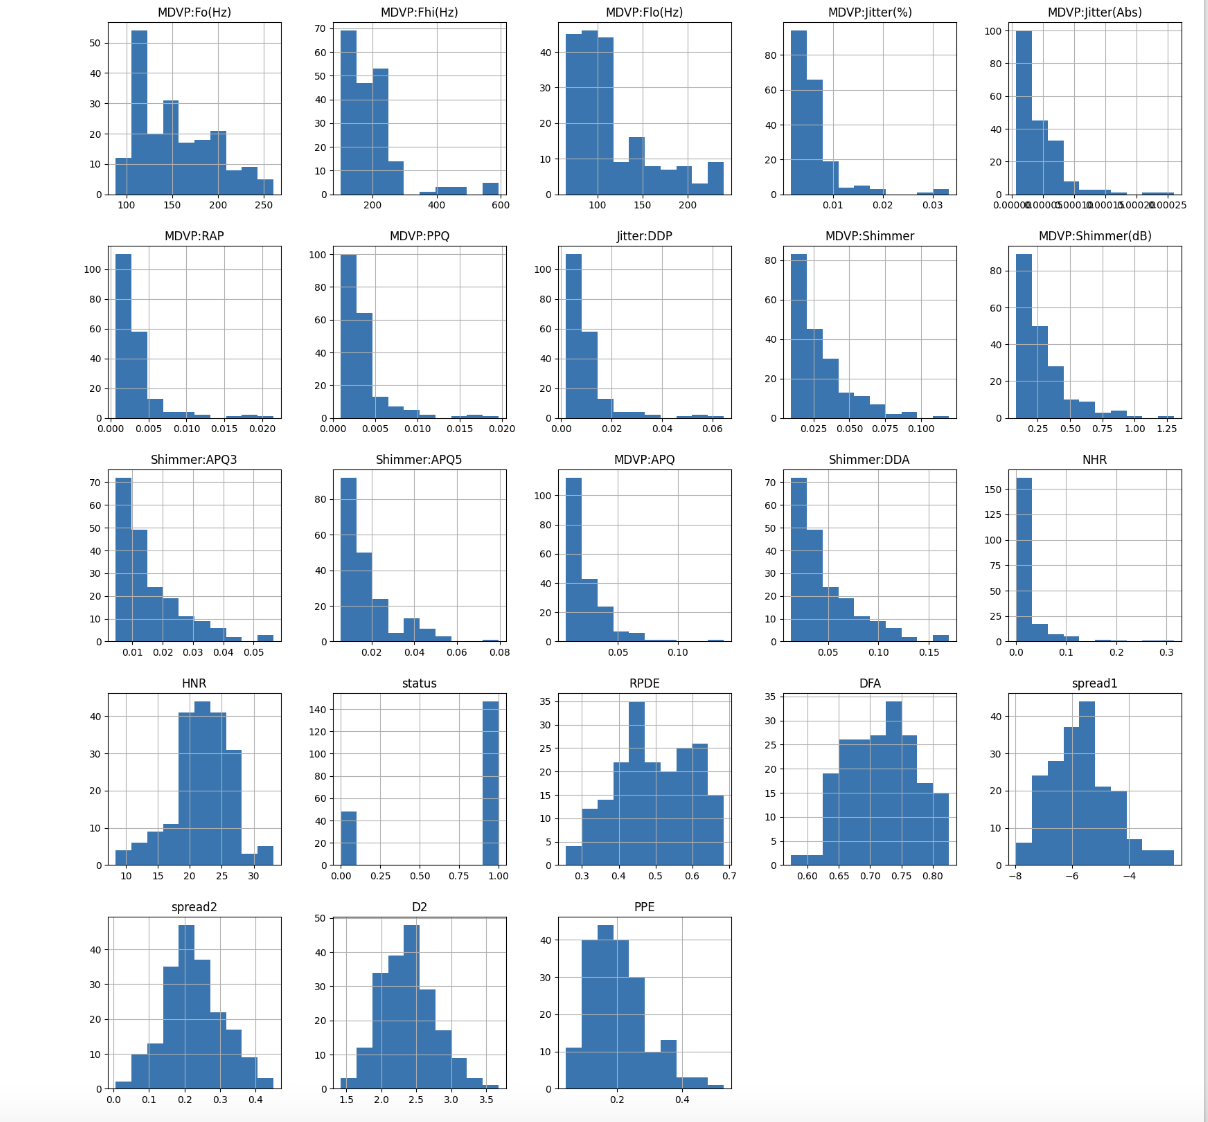 MDVP:Fo(Hz) MDVP:Fhi(Hz) MDVP:Flo(Hz) MDVP:Jitter(%) MDVP:Jitter(Abs)
50 40 30 20 10 0
100 150 200 250
70 60 50 40 30 20 10 0
200 400 600
40 30 20 10 0
100 150 200
80 60 40 20 0
0.01 0.02 0.03
100 80 60 40 20 0
MDVP:RAP MDVP:PPQ Jitter:DDP MDVP:Shimmer MDVP:Shimmer(dB)
100 80 60 40 20 0
0.000 0.005 0.010 0.015 0.020
100 80 60 40 20 0
0.000 0.005 0.010 0.015 0.020
100 80 60 40 20 0
0.00 0.02 0.04 0.06
80 60 40 20 0
0.025 0.050 0.075 0.100
80 60 40 20 0
0.25 0.50 0.75 1.00 1.25
Shimmer:APQ3 Shimmer:APQ5 MDVP:APQ Shimmer:DDA NHR
70 60 50 40 30 20 10 0
0.01 0.02 0.03 0.04 0.05
80 60 40 20 0
0.02 0.04 0.06 0.08
100 80 60 40 20 0
0.05 0.10
70 60 50 40 30 20 10 0
0.05 0.10 0.15
150 125 100 75 50 25 0
0.0 0.1 0.2 0.3
HNR status RPDE DFA spread1
40 30 20 10 0
10 15 20 25 30
140 120 100 80 60 40 20 0
0.00 0.25 0.50 0.75 1.00
35 30 25 20 15 10 5 0
0.3 0.4 0.5 0.6 0.7
35 30 25 20 15 10 5 0
0.60 0.65 0.70 0.75 0.80
40 30 20 10 0
−8 −6 −4
spread2 D2 PPE
40 30 20 10 0
0.0 0.1 0.2 0.3 0.4
50 40 30 20 10 0
1.5 2.0 2.5 3.0 3.5
40 30 20 10 0
0.2 0.4